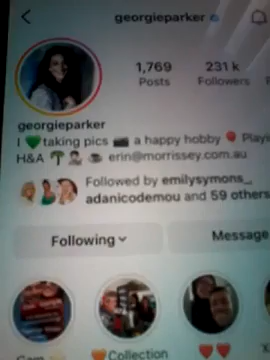 georgieparker
1,769 231 k
Posts Followers
georgieparker
I 💚 taking pics 📷 a happy hobby 🎈 Plays
H&A 🌴 erin@morrissey.com.au
Followed by emilysymons_,
adanicodemou and 59 others
Following Message
🧡Collection ❤️❤️